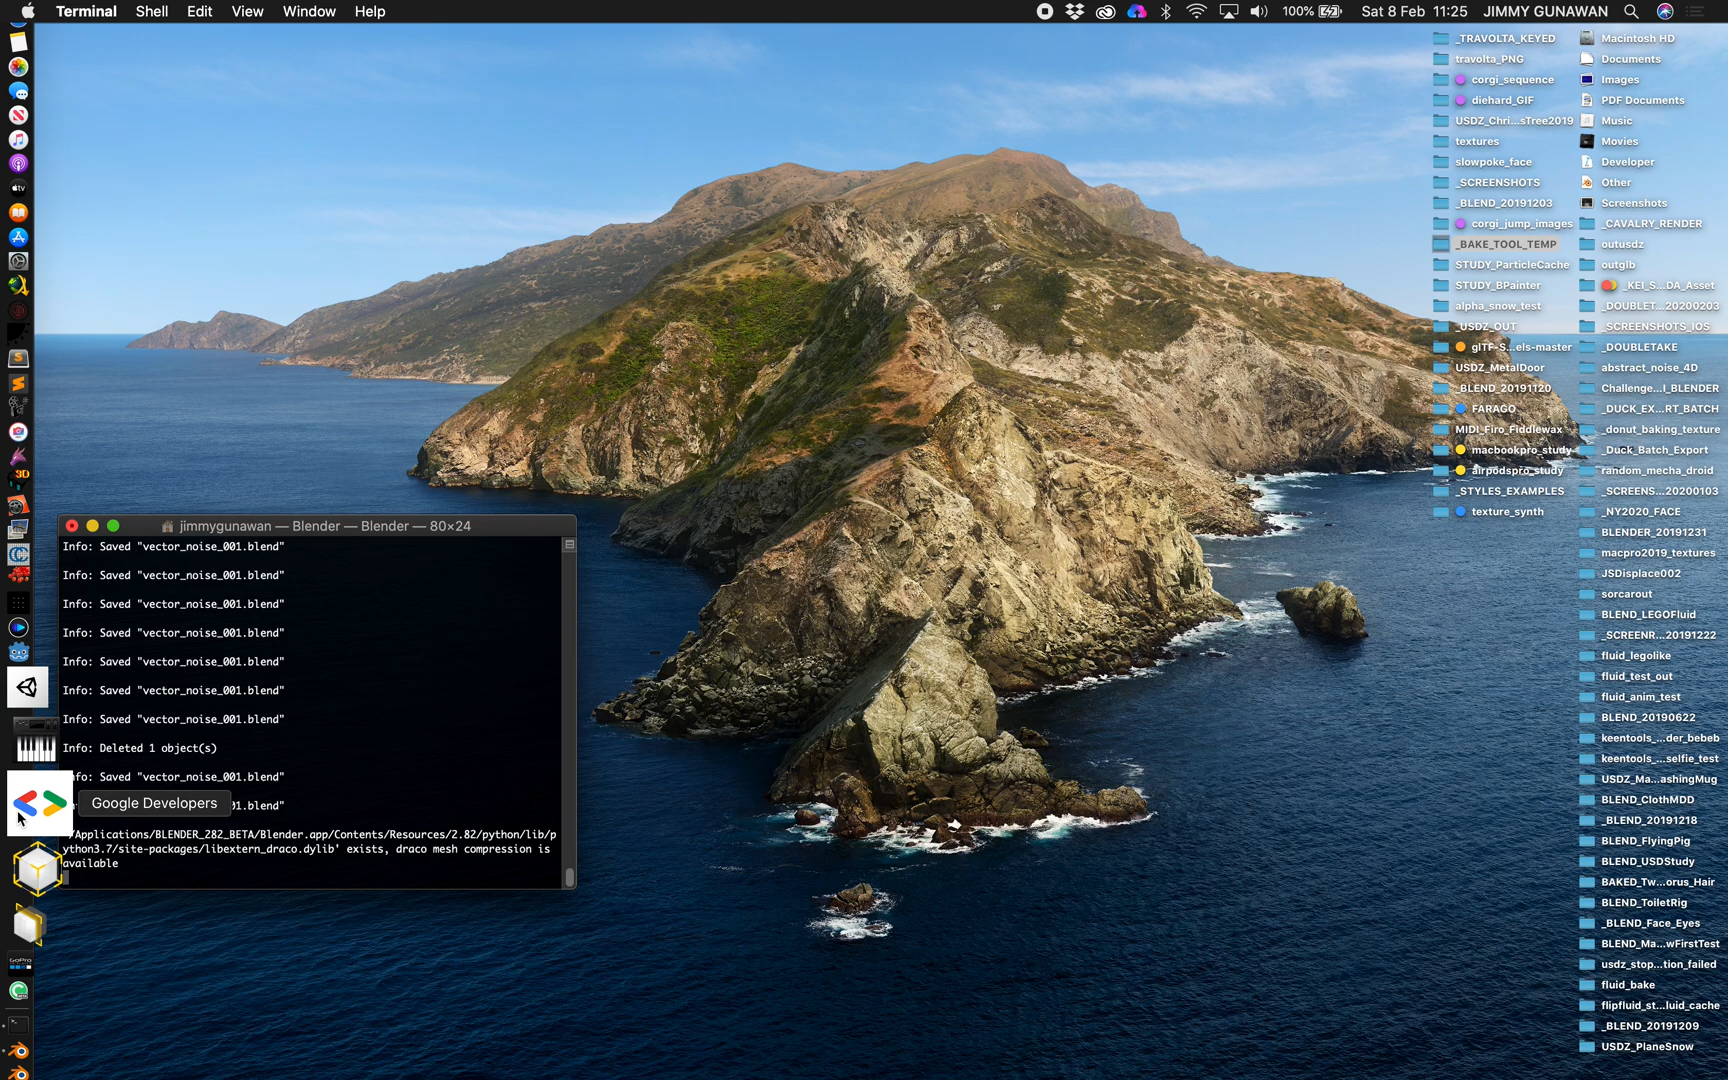 Terminal Shell Edit View Window Help
100% Sat 8 Feb 11:25 JIMMY GUNAWAN
jimmygunawan — Blender — Blender — 80×24
Info: Saved "vector_noise_001.blend"
Info: Saved "vector_noise_001.blend"
Info: Saved "vector_noise_001.blend"
Info: Saved "vector_noise_001.blend"
Info: Saved "vector_noise_001.blend"
Info: Saved "vector_noise_001.blend"
Info: Saved "vector_noise_001.blend"
Info: Deleted 1 object(s)
nfo: Saved "vector_noise_001.blend"
Google Developers
01.blend"
/Applications/BLENDER_282_BETA/Blender.app/Contents/Resources/2.82/python/lib/p
ython3.7/site-packages/libextern_draco.dylib' exists, draco mesh compression is
available
tv
3D
GoPro
_TRAVOLTA_KEYED
travolta_PNG
corgi_sequence
diehard_GIF
USDZ_Chri...sTree2019
textures
slowpoke_face
_SCREENSHOTS
_BLEND_20191203
corgi_jump_images
_BAKE_TOOL_TEMP
STUDY_ParticleCache
STUDY_BPainter
alpha_snow_test
_USDZ_OUT
glTF-S...els-master
USDZ_MetalDoor
_BLEND_20191120
FARAGO
MIDI_Firo_Fiddlewax
macbookpro_study
airpodspro_study
_STYLES_EXAMPLES
texture_synth
Macintosh HD
Documents
Images
PDF Documents
Music
Movies
Developer
Other
Screenshots
_CAVALRY_RENDER
outusdz
outglb
_KEI_S...DA_Asset
_DOUBLET...20200203
_SCREENSHOTS_IOS
_DOUBLETAKE
abstract_noise_4D
Challenge...I_BLENDER
_DUCK_EX...RT_BATCH
_donut_baking_texture
_Duck_Batch_Export
random_mecha_droid
_SCREENS...20200103
_NY2020_FACE
BLENDER_20191231
macpro2019_textures
JSDisplace002
sorcarout
BLEND_LEGOFluid
_SCREENR...20191222
fluid_legolike
fluid_test_out
fluid_anim_test
BLEND_20190622
keentools_...der_bebeb
keentools_...selfie_test
USDZ_Ma...ashingMug
BLEND_ClothMDD
_BLEND_20191218
BLEND_FlyingPig
BLEND_USDStudy
BAKED_Tw...orus_Hair
BLEND_ToiletRig
_BLEND_Face_Eyes
BLEND_Ma...wFirstTest
usdz_stop...tion_failed
fluid_bake
flipfluid_st...luid_cache
_BLEND_20191209
USDZ_PlaneSnow